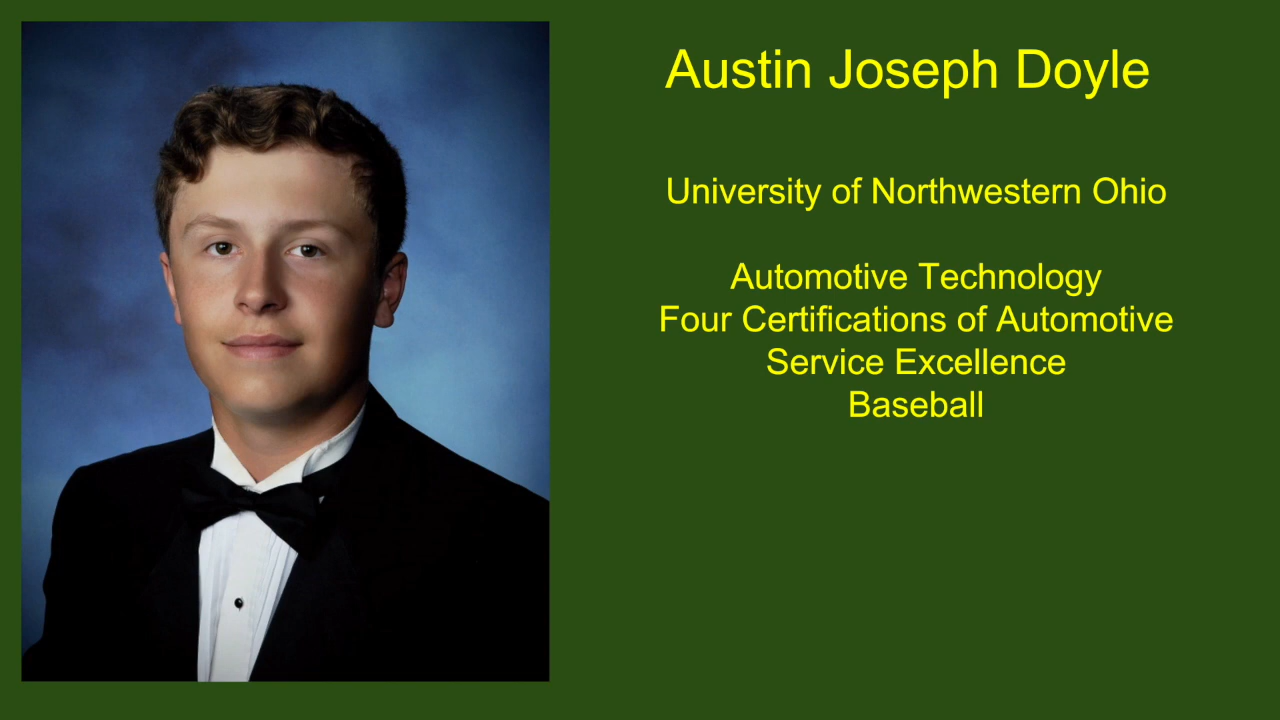 Austin Joseph Doyle
University of Northwestern Ohio
Automotive Technology
Four Certifications of Automotive
Service Excellence
Baseball